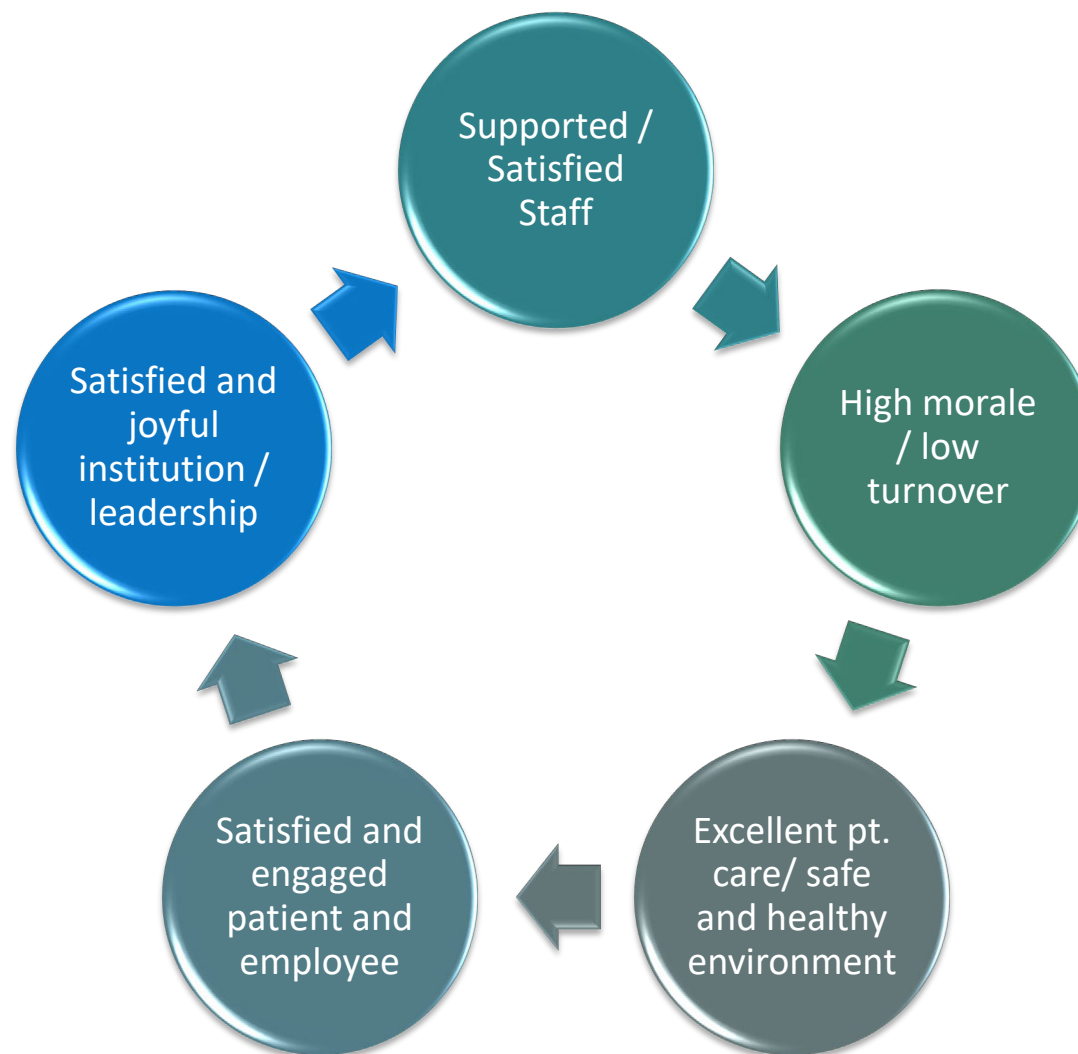 Supported /
Satisfied
Staff
High morale
/ low
turnover
Excellent pt.
care/ safe
and healthy
environment
Satisfied and
engaged
patient and
employee
Satisfied and
joyful
institution /
leadership